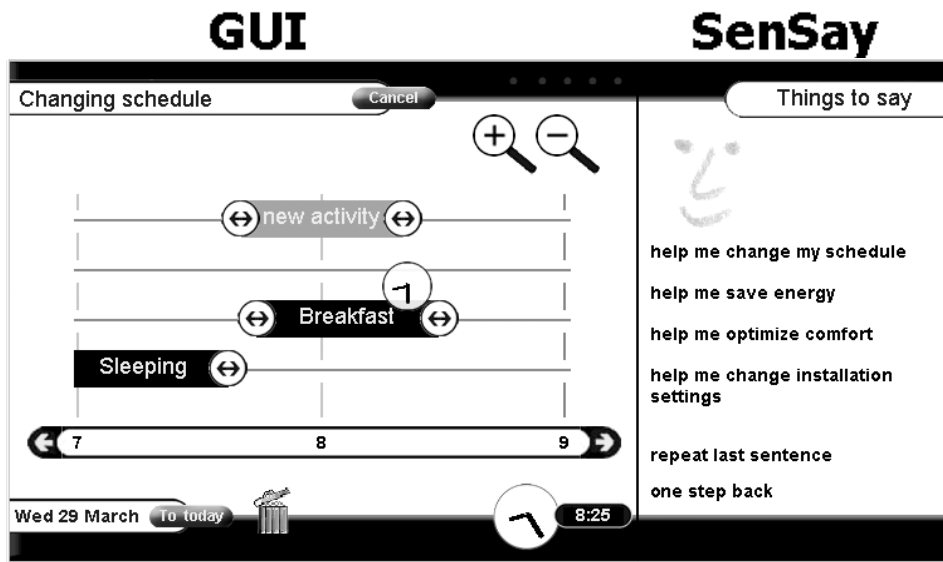 GUI
SenSay
Changing schedule
Cancel
Things to say
new activity
Breakfast
Sleeping
7 8 9
help me change my schedule
help me save energy
help me optimize comfort
help me change installation
settings
repeat last sentence
one step back
Wed 29 March
To today
8:25